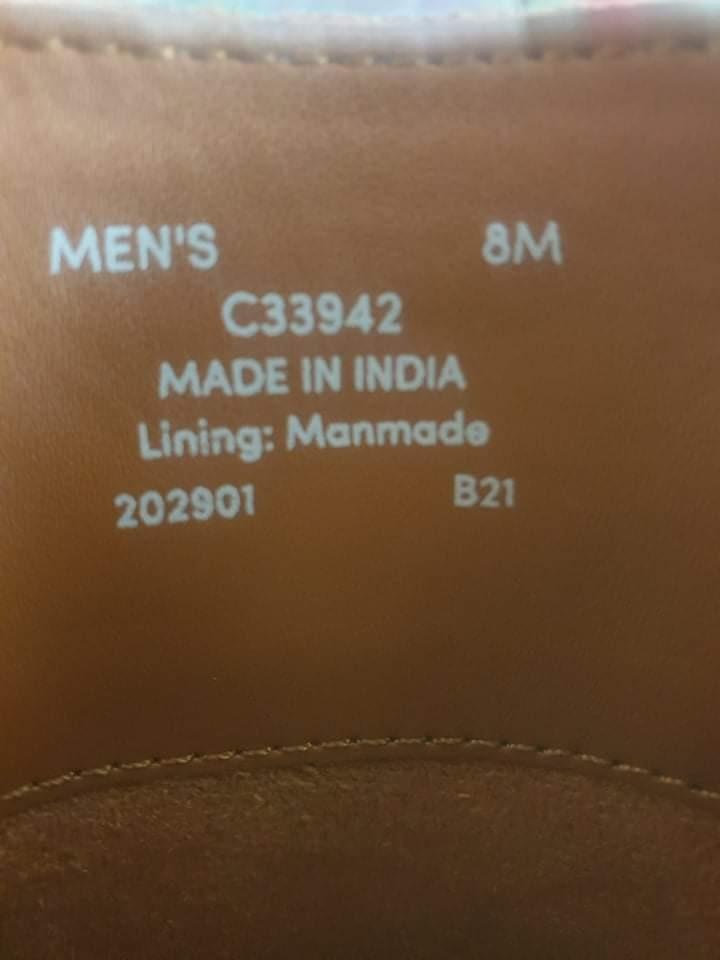 MEN'S 8M
C33942
MADE IN INDIA
Lining: Manmade
202901 B21